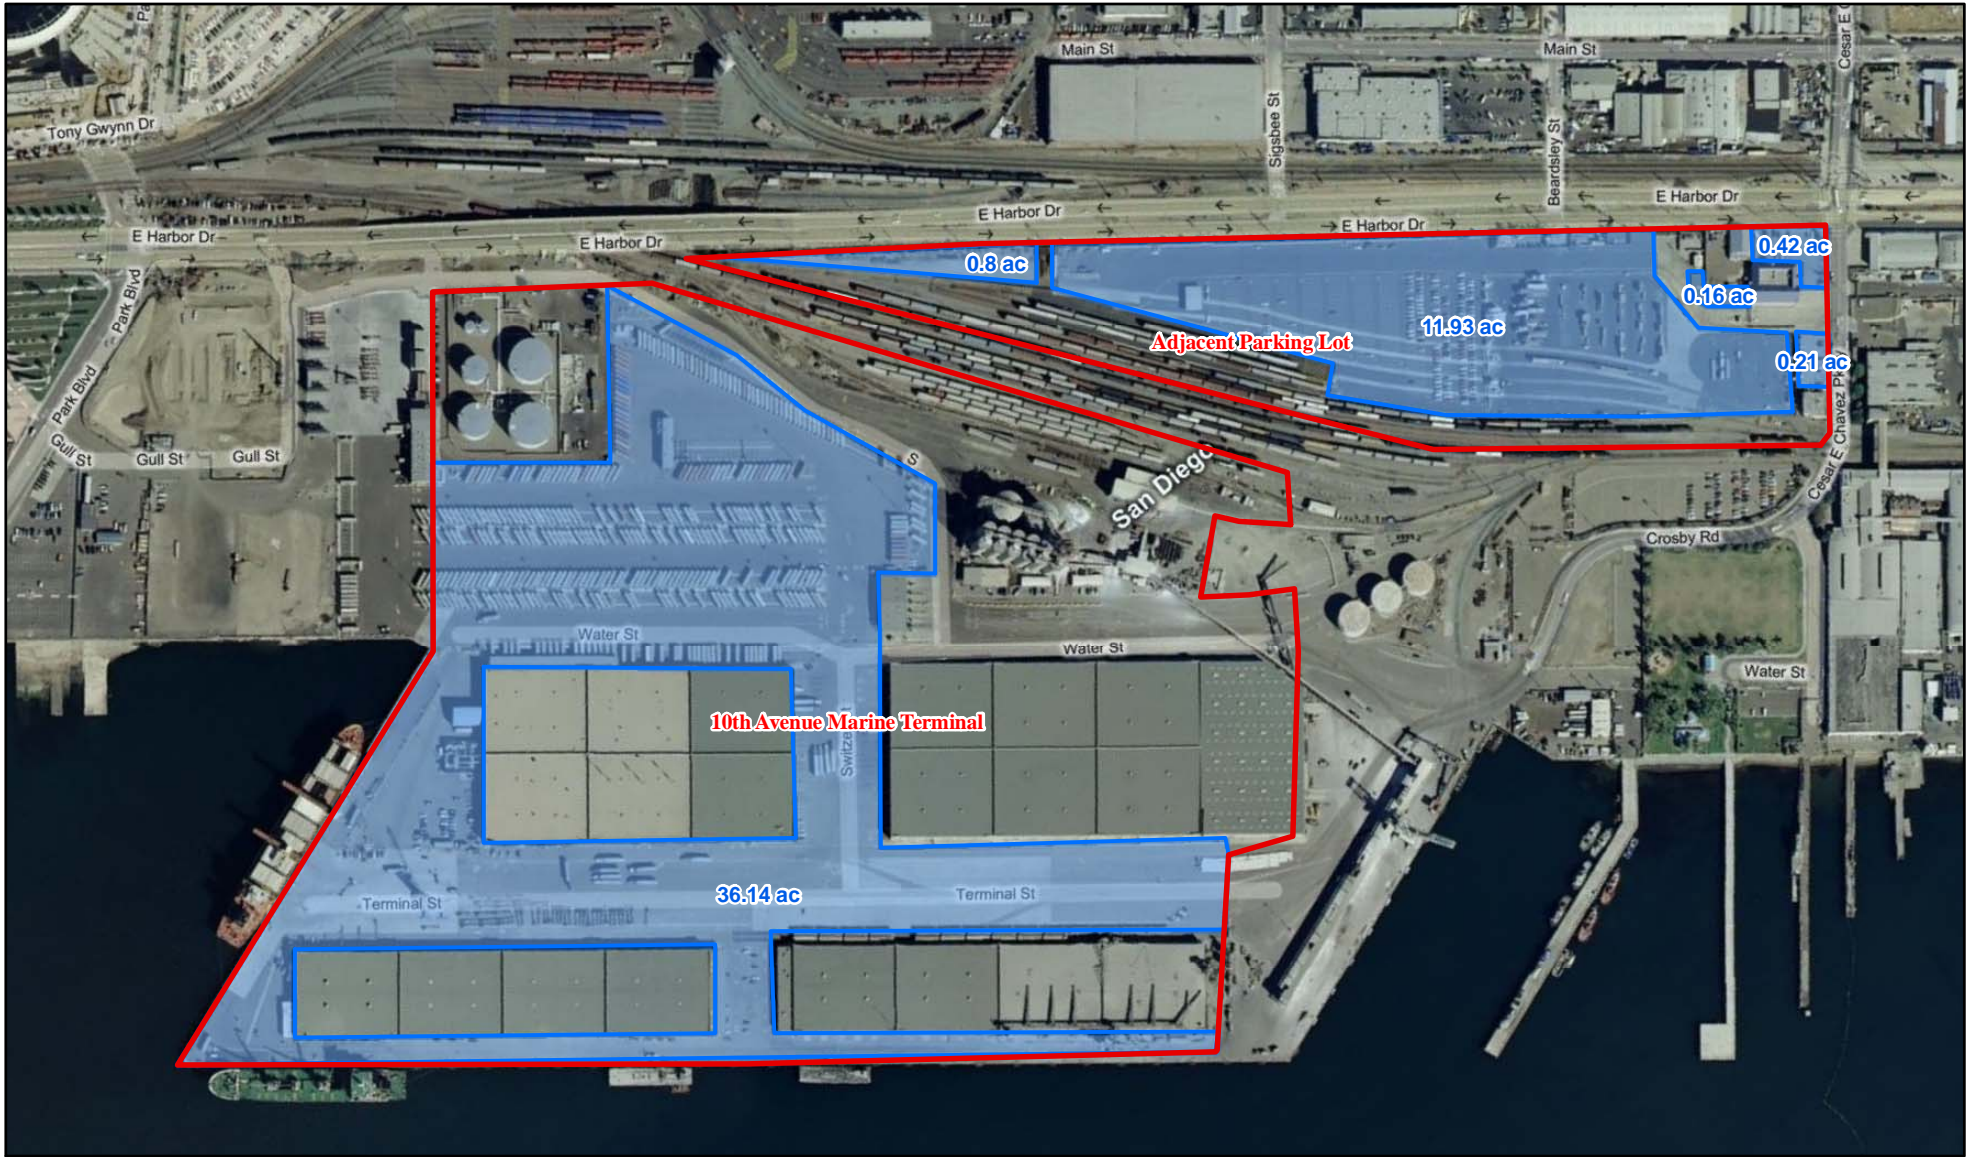 Main St
Main St
Cesar E C
Pa
Tony Gwynn Dr
Sigsbee St
Beardsley St
E Harbor Dr
E Harbor Dr
E Harbor Dr
E Harbor Dr
E Harbor Dr
0.42 ac
0.8 ac
0.16 ac
Park Blvd
11.93 ac
Adjacent Parking Lot
0.21 ac
Park Blvd
Cesar E Chavez Pk
Gull St
Gull St
Gull St
S
San Diego
Crosby Rd
Water St
Water St
Water St
10th Avenue Marine Terminal
Switze
36.14 ac
Terminal St
Terminal St